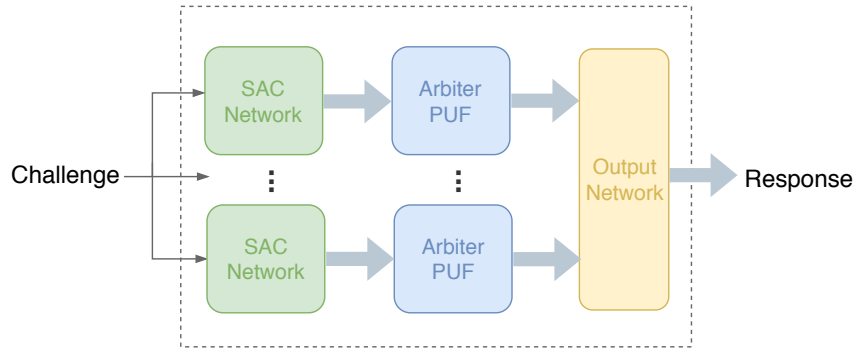 SAC
Network
Arbiter
PUF
Challenge
Output
Network
Response
SAC
Network
Arbiter
PUF